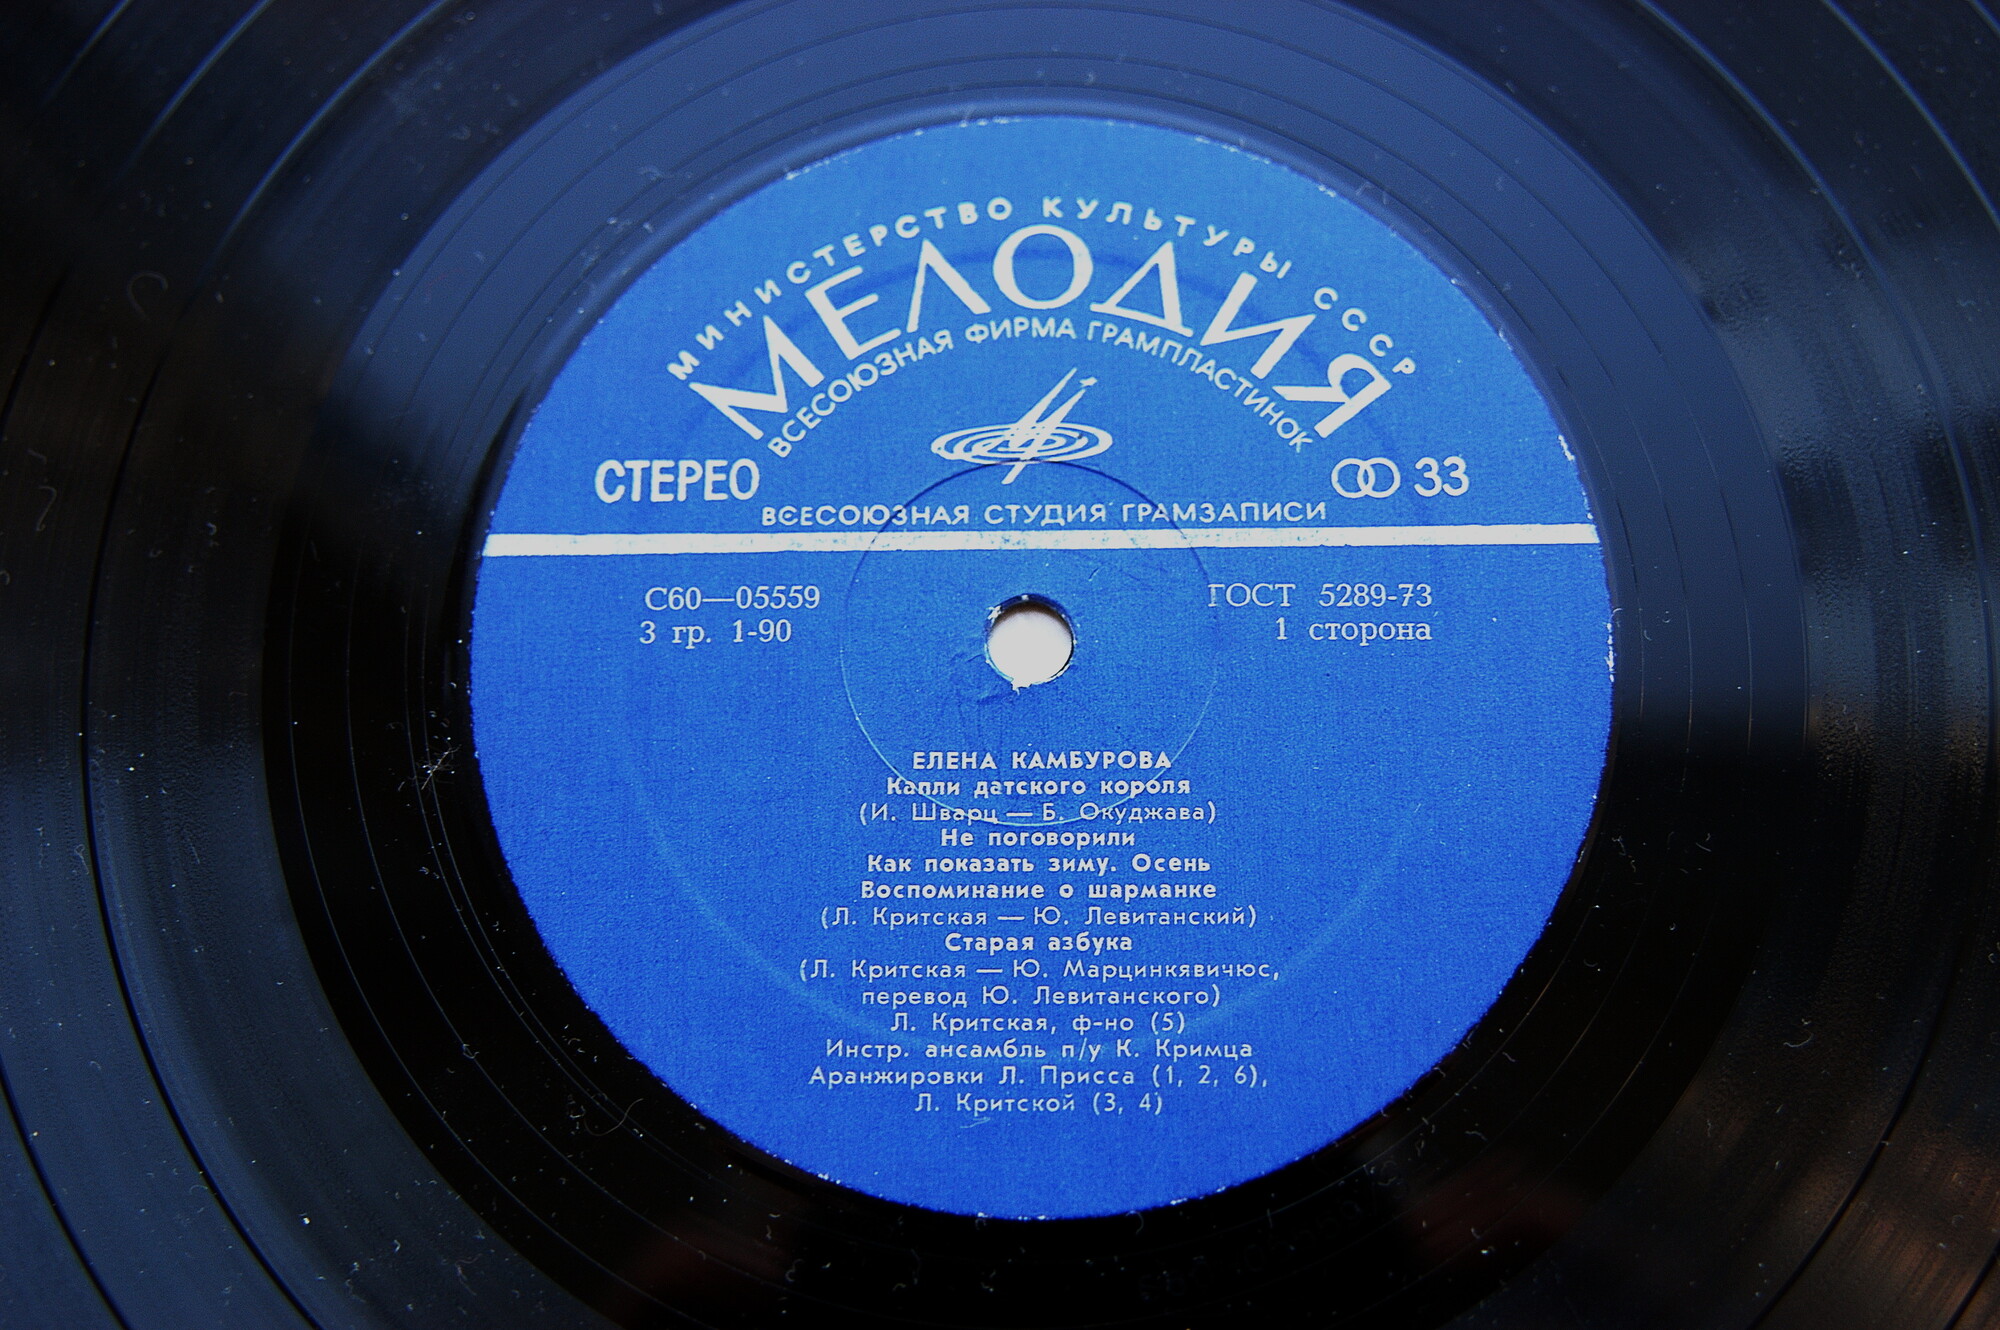 МИНИСТЕРСТВО КУЛЬТУРЫ СССР
МЕЛОДИЯ
ВСЕСОЮЗНАЯ ФИРМА ГРАМПЛАСТИНОК
СТЕРЕО
33
ВСЕСОЮЗНАЯ СТУДИЯ ГРАМЗАПИСИ
С60—05559
ГОСТ 5289-73
3 гр. 1-90
1 сторона
ЕЛЕНА КАМБУРОВА
Капли датского короля
(И. Шварц — Б. Окуджава)
Не поговорили
Как показать зиму. Осень
Воспоминание о шарманке
(Л. Критская — Ю. Левитанский)
Старая азбука
(Л. Критская — Ю. Марцинкявичюс,
перевод Ю. Левитанского)
Л. Критская, ф-но (5)
Инстр. ансамбль п/у К. Кримца
Аранжировки Л. Присса (1, 2, 6),
Л. Критской (3, 4)